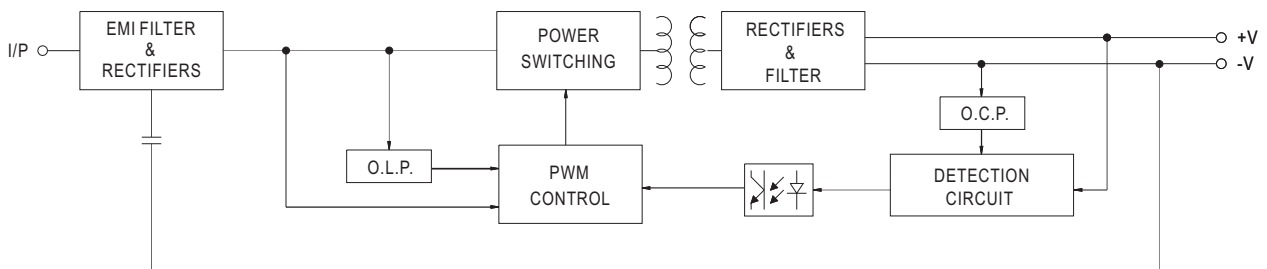 I/P
EMI FILTER
&
RECTIFIERS
POWER
SWITCHING
RECTIFIERS
&
FILTER
+V
-V
O.C.P.
O.L.P.
PWM
CONTROL
DETECTION
CIRCUIT